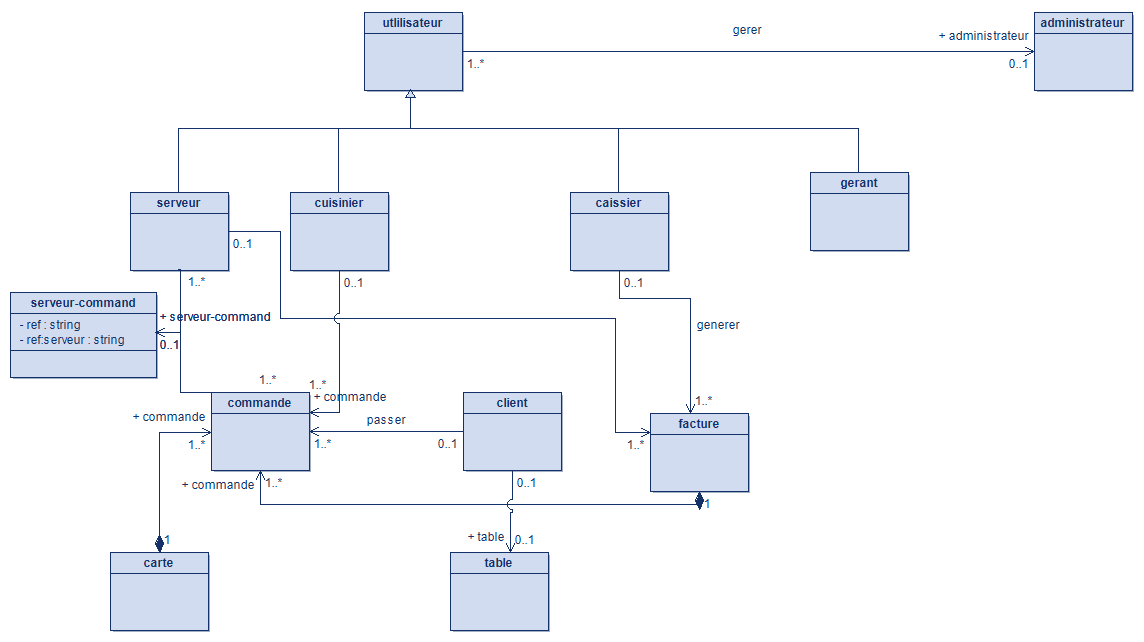 utlilisateur
administrateur
gerer
+ administrateur
1..*
0..1
serveur
cuisinier
caissier
gerant
0..1
1..*
0..1
0..1
serveur-command
- ref : string
- ref:serveur : string
+ serveur-command
0..1
generer
1..*
1..*
+ commande
commande
client
1..*
facture
+ commande
passer
1..*
1..*
0..1
1..*
+ commande
1..*
0..1
1
+ table
0..1
1
carte
table